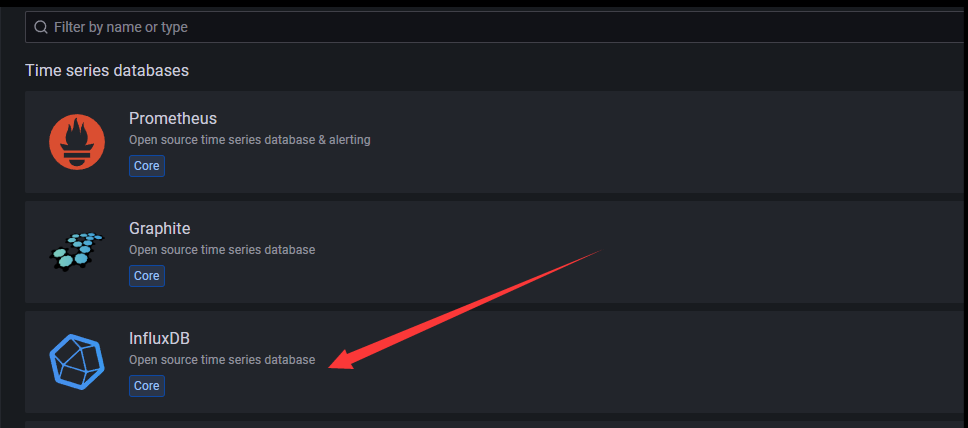 Filter by name or type
Time series databases
Prometheus
Open source time series database & alerting
Core
Graphite
Open source time series database
Core
InfluxDB
Open source time series database
Core